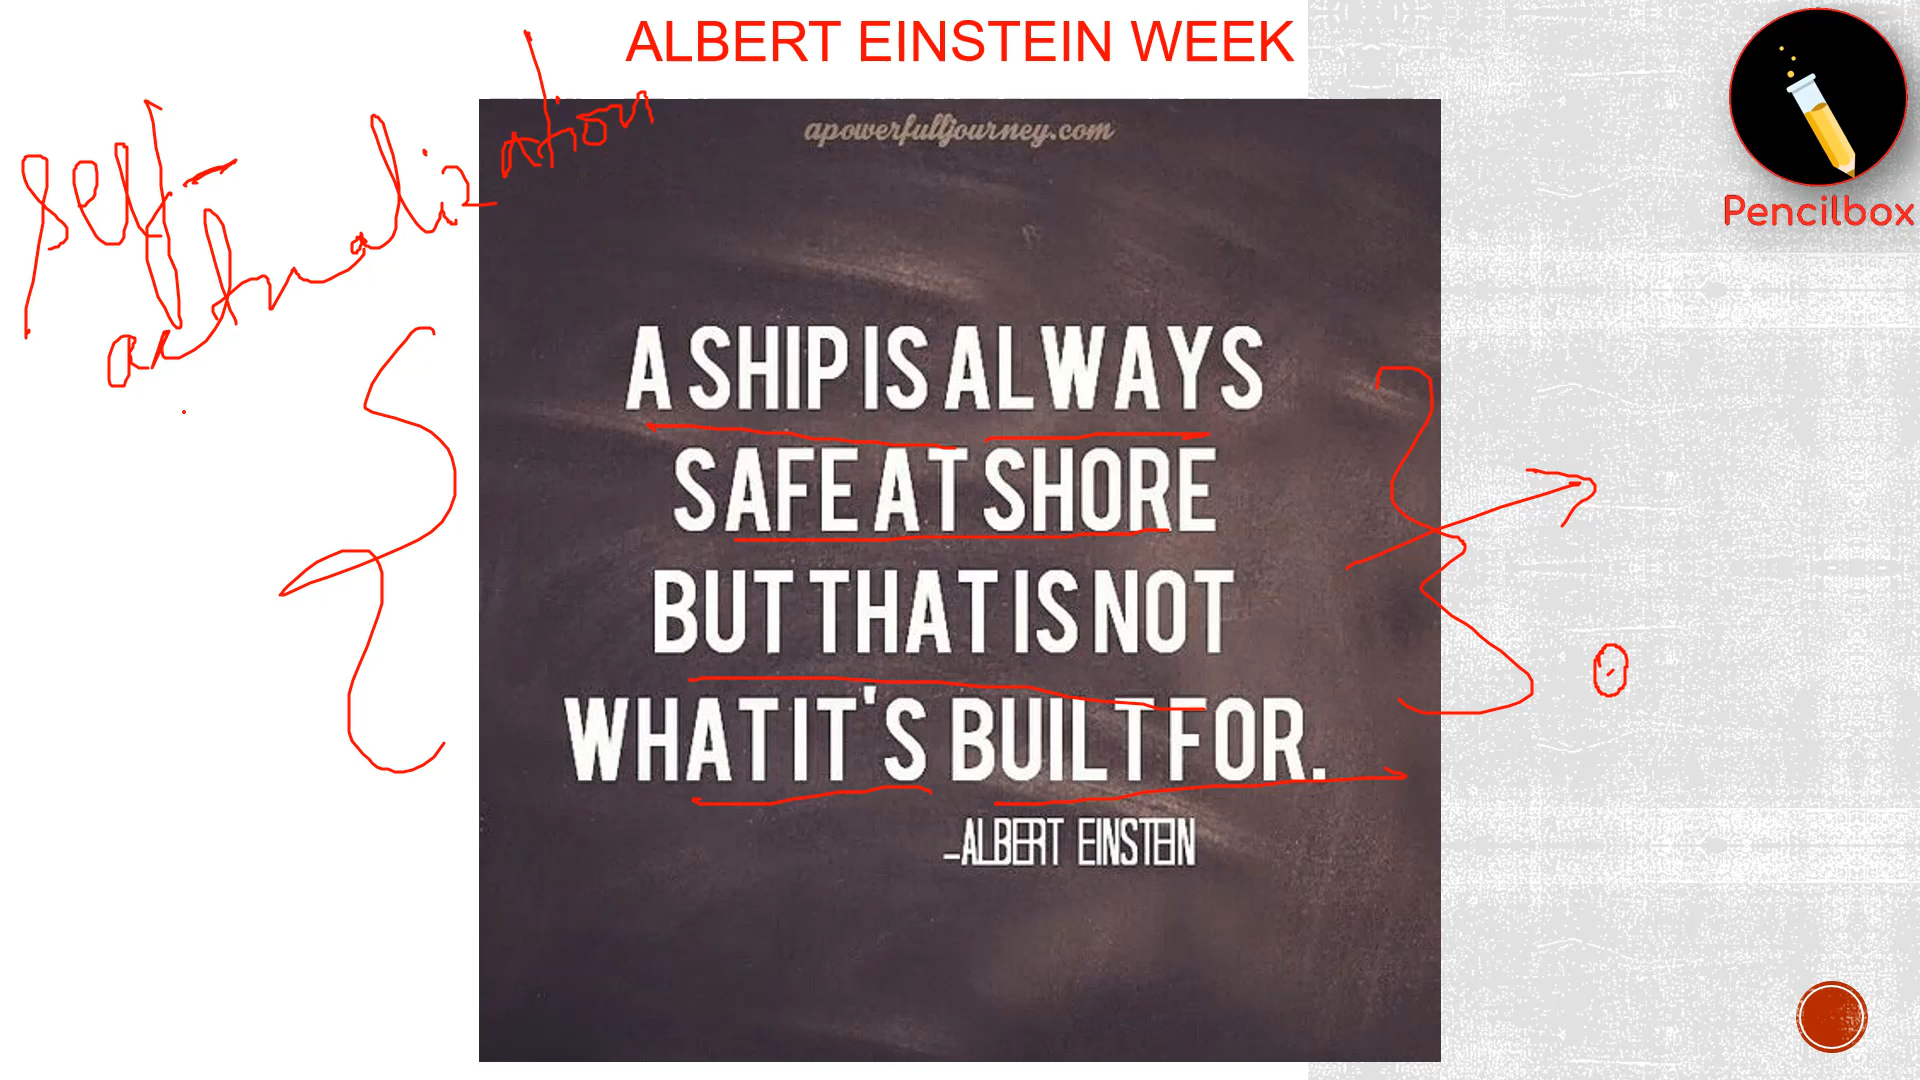 ALBERT EINSTEIN WEEK
Pencilbox
self-
actualization
apowerfulljourney.com
A SHIP IS ALWAYS
SAFE AT SHORE
BUT THAT IS NOT
WHAT IT'S BUILT FOR.
–ALBERT EINSTEIN